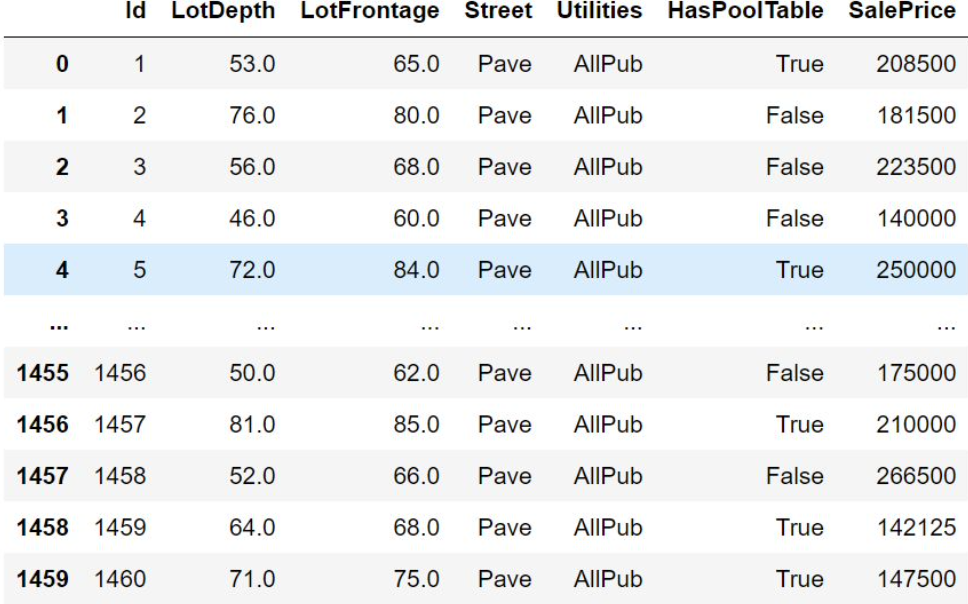 Id LotDepth LotFrontage Street Utilities HasPoolTable SalePrice
0 1 53.0 65.0 Pave AllPub True 208500
1 2 76.0 80.0 Pave AllPub False 181500
2 3 56.0 68.0 Pave AllPub False 223500
3 4 46.0 60.0 Pave AllPub False 140000
4 5 72.0 84.0 Pave AllPub True 250000
... ... ... ... ... ... ... ...
1455 1456 50.0 62.0 Pave AllPub False 175000
1456 1457 81.0 85.0 Pave AllPub True 210000
1457 1458 52.0 66.0 Pave AllPub False 266500
1458 1459 64.0 68.0 Pave AllPub True 142125
1459 1460 71.0 75.0 Pave AllPub True 147500